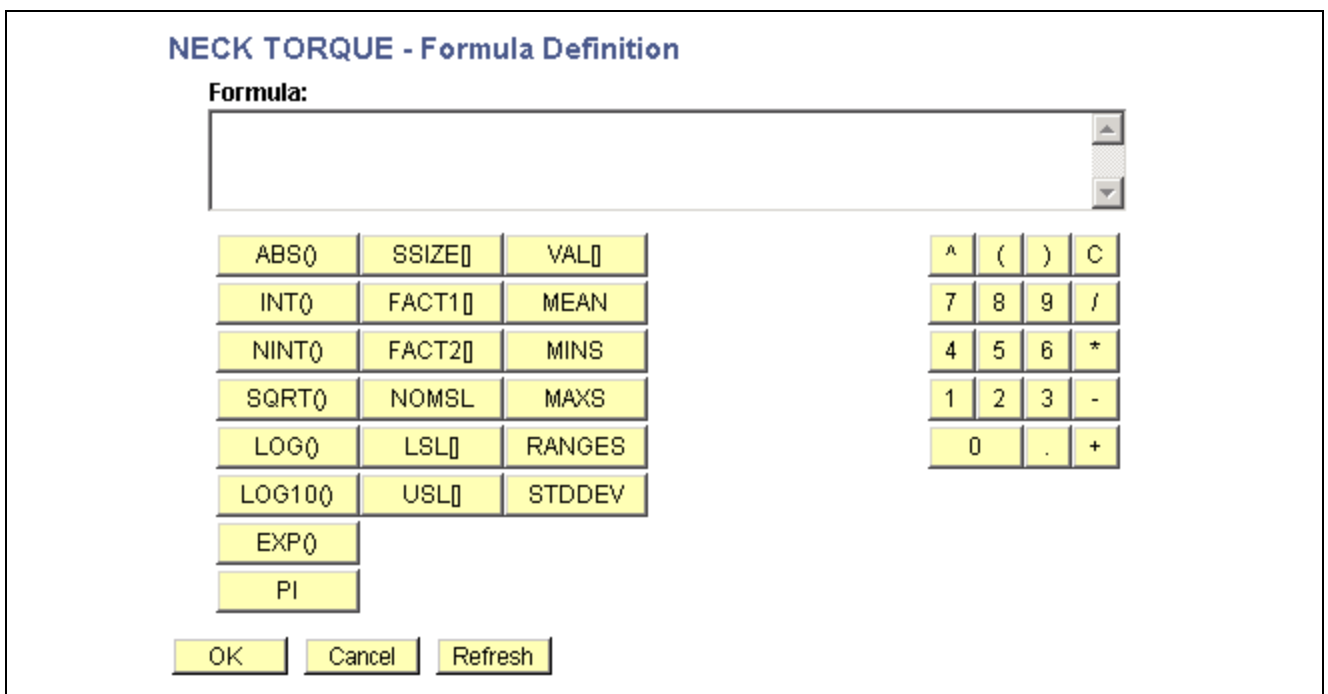 NECK TORQUE - Formula Definition
Formula:
ABS() SSIZE[] VAL[] ^ ( ) C
INT() FACT1[] MEAN 7 8 9 /
NINT() FACT2[] MINS 4 5 6 *
SQRT() NOMSL MAXS 1 2 3 -
LOG() LSL[] RANGES 0 . +
LOG10() USL[] STDDEV
EXP()
PI
OK Cancel Refresh